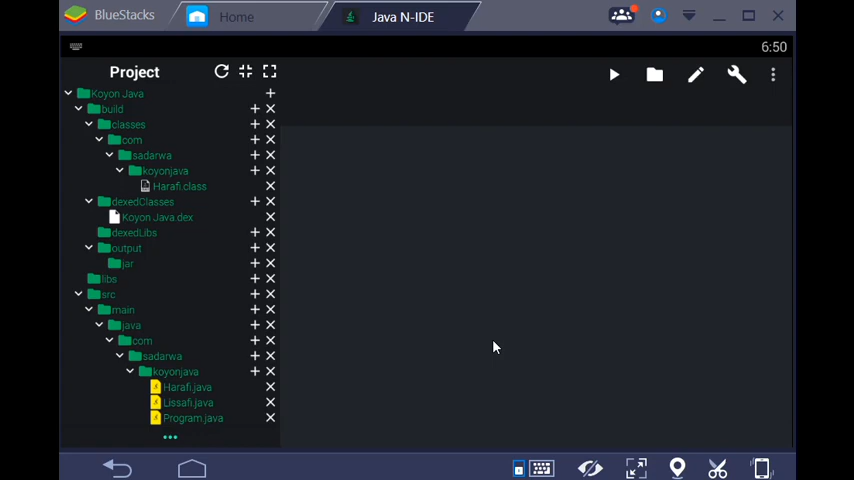 BlueStacks
Home
Java N-IDE
6:50
Project
Koyon Java
build
classes
com
sadarwa
koyonjava
Harafi.class
dexedClasses
Koyon Java.dex
dexedLibs
output
jar
libs
src
main
java
com
sadarwa
koyonjava
Harafi.java
Lissafi.java
Program.java